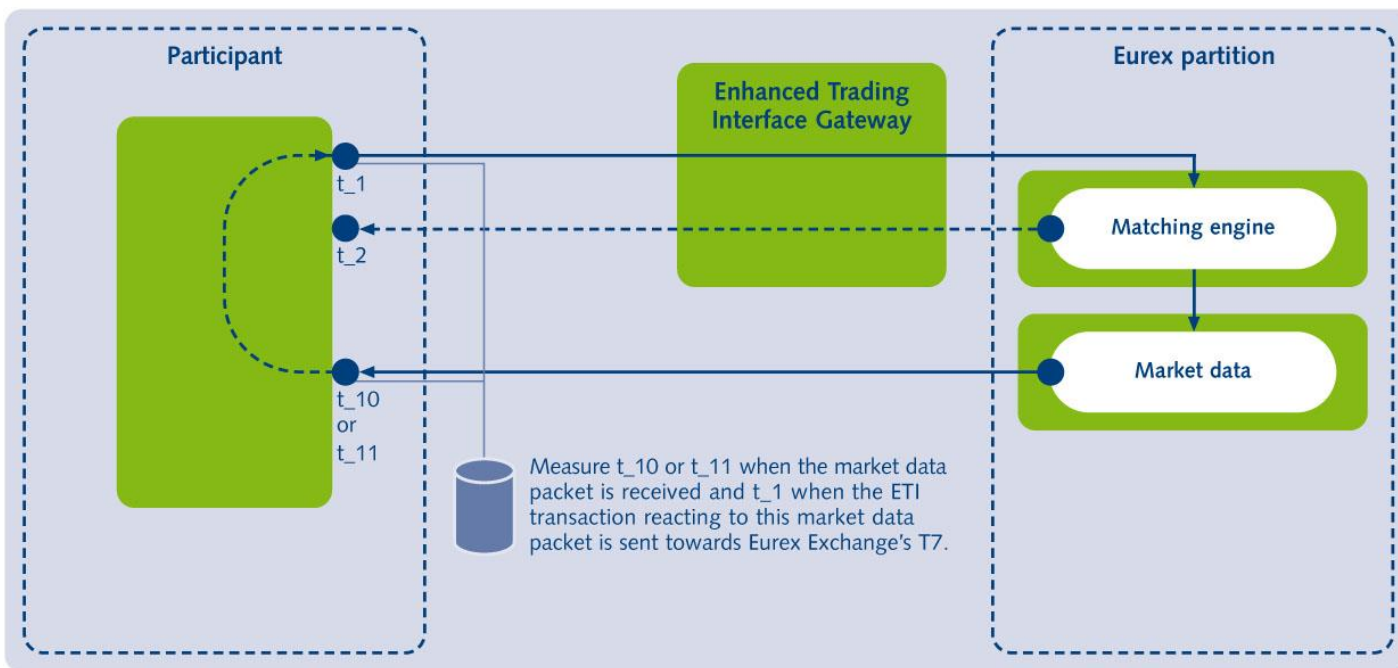 Participant
Eurex partition
Enhanced Trading
Interface Gateway
t_1
Matching engine
t_2
Market data
t_10
or
t_11
Measure t_10 or t_11 when the market data
packet is received and t_1 when the ETI
transaction reacting to this market data
packet is sent towards Eurex Exchange’s T7.